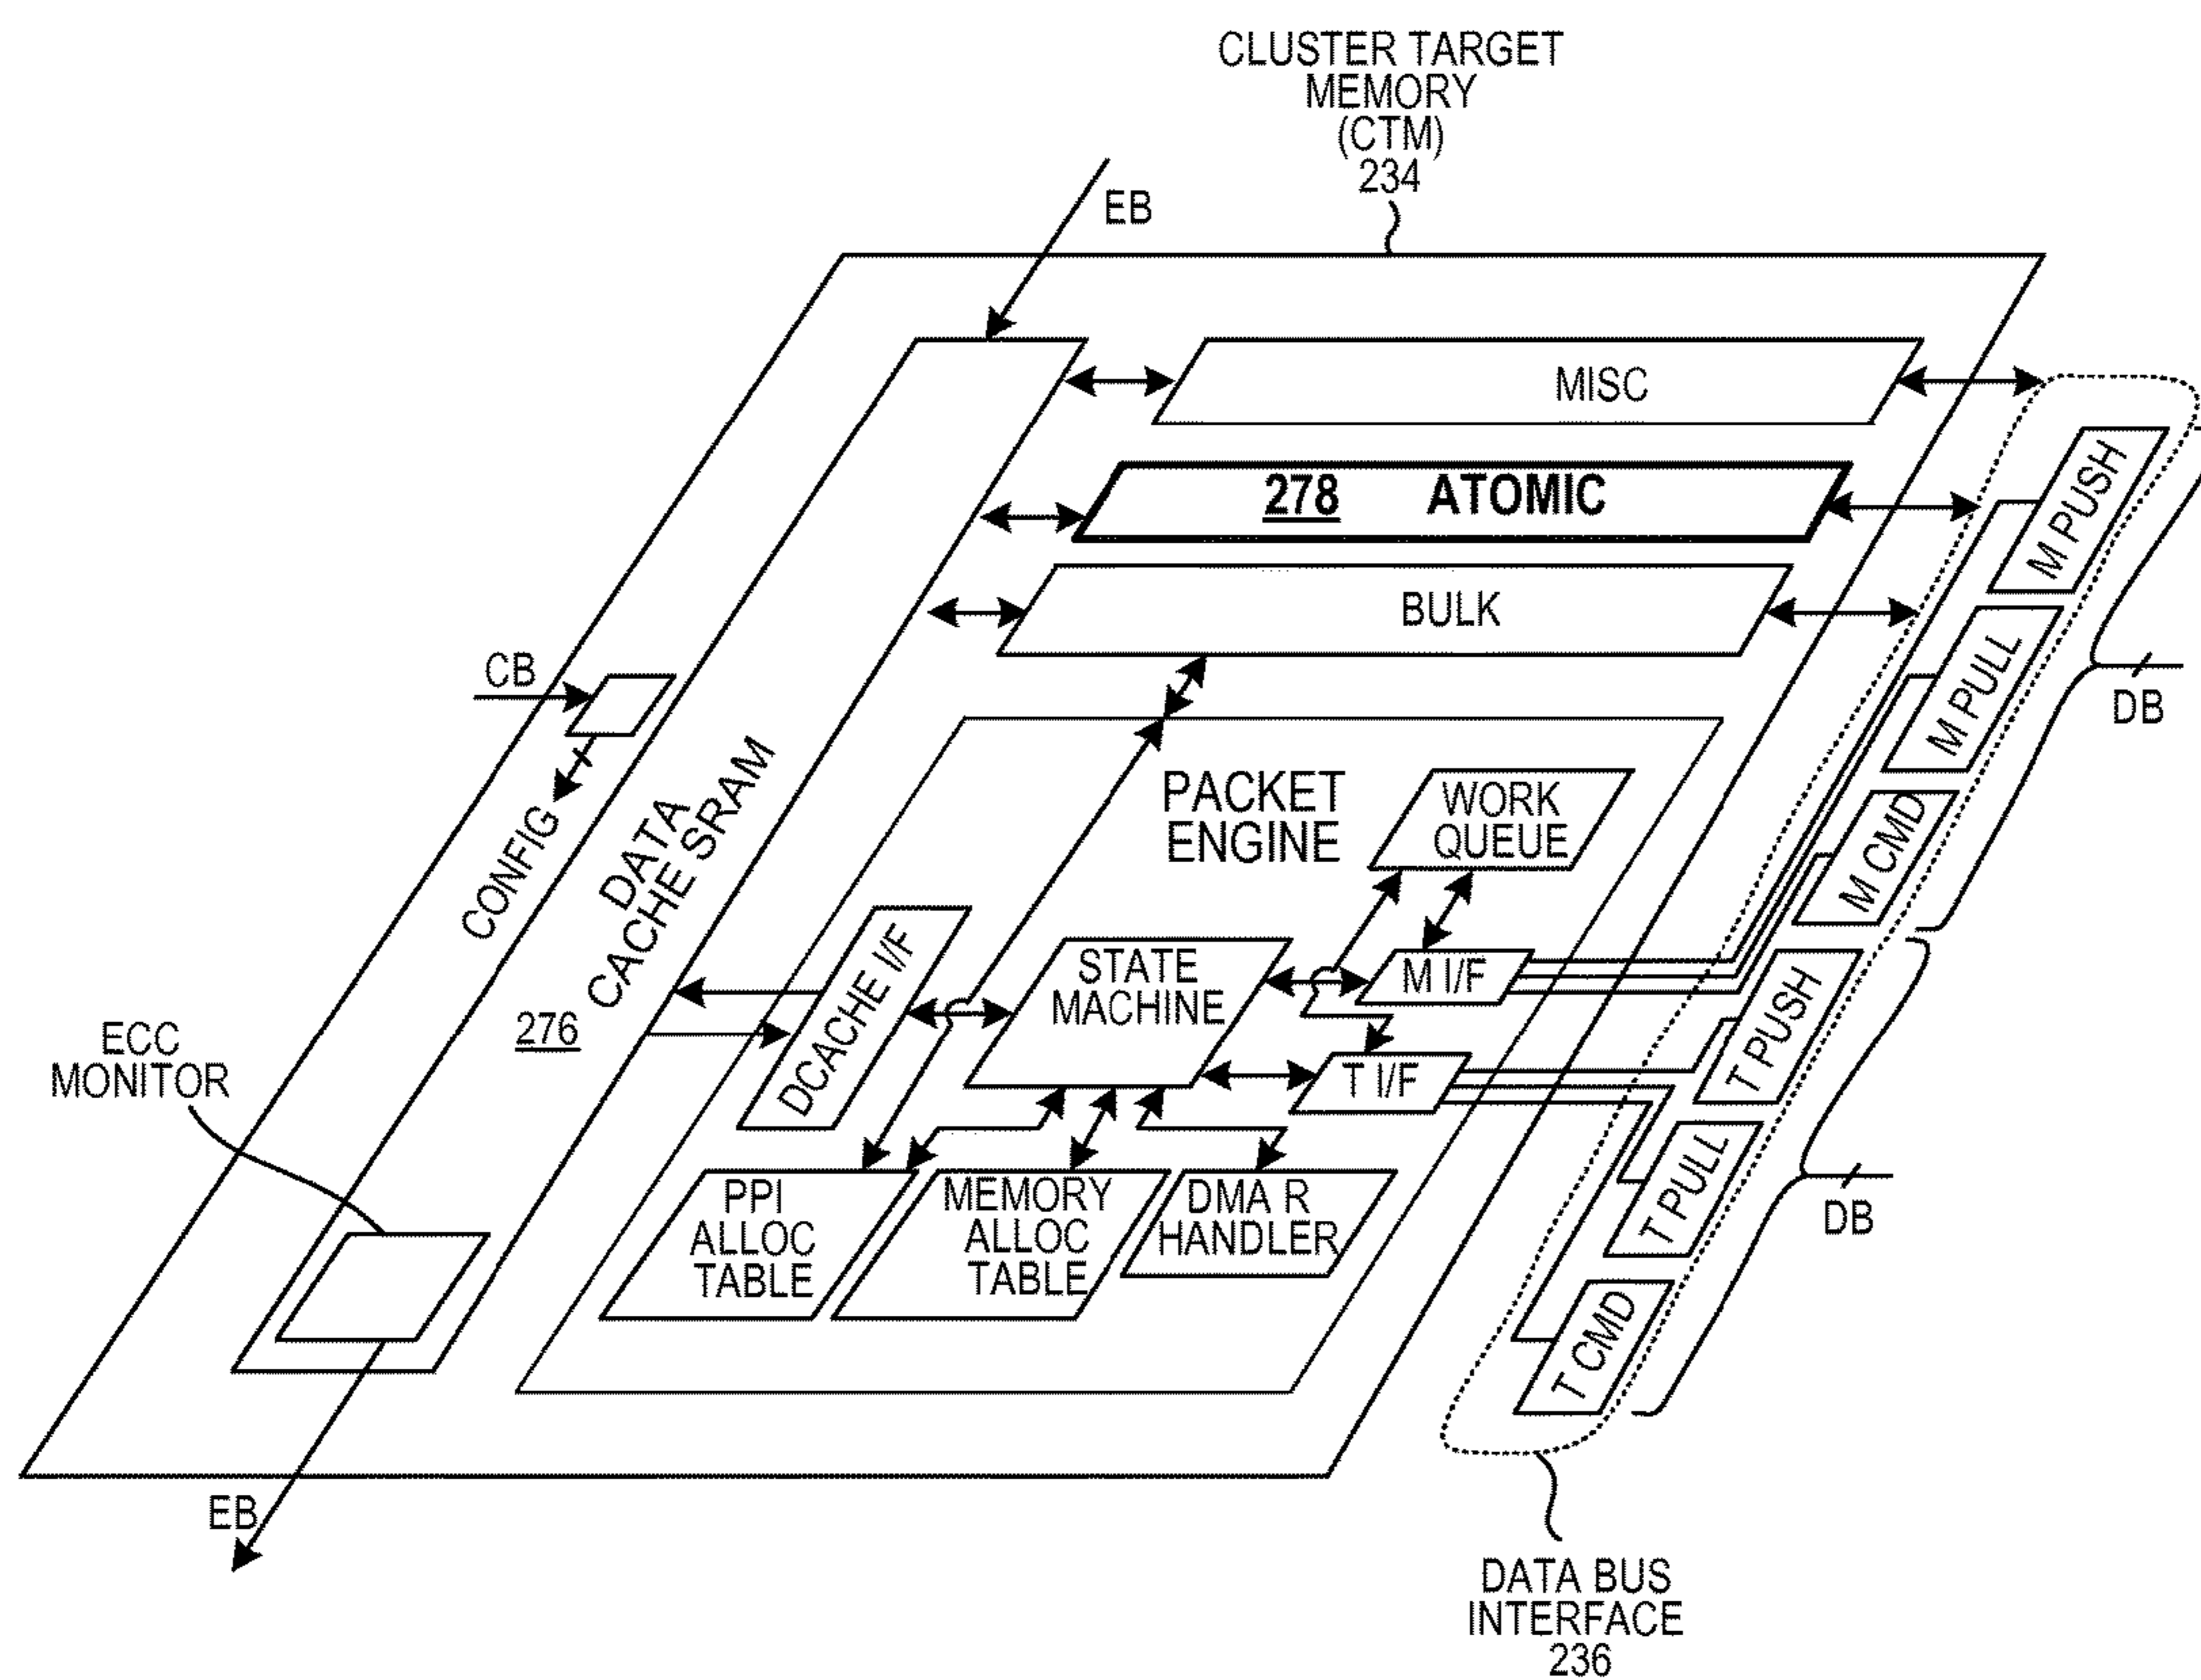 CLUSTER TARGET
MEMORY
(CTM)
234
EB
MISC
278 ATOMIC
BULK
CB
CONFIG
DATA
CACHE SRAM
276
PACKET
ENGINE
WORK
QUEUE
DCACHE I/F
STATE
MACHINE
M I/F
T I/F
PPI
ALLOC
TABLE
MEMORY
ALLOC
TABLE
DMA R
HANDLER
ECC
MONITOR
EB
M PUSH
M PULL
M CMD
DB
T PUSH
T PULL
T CMD
DB
DATA BUS
INTERFACE
236